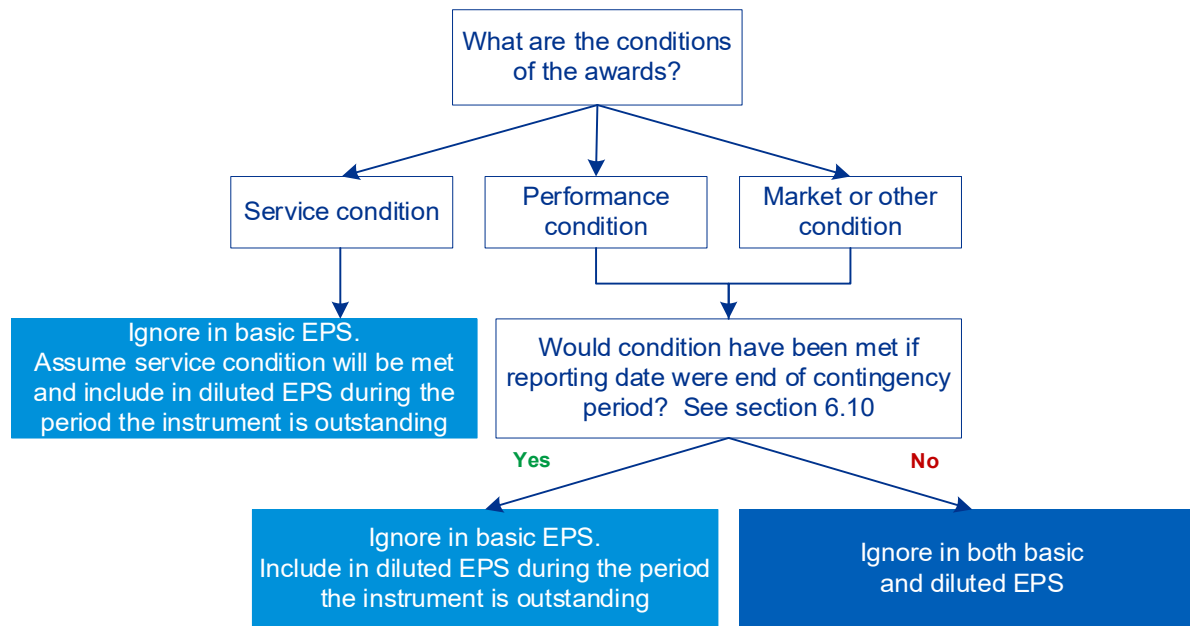 What are the conditions
of the awards?
Service condition
Performance
condition
Market or other
condition
Ignore in basic EPS.
Assume service condition will be met
and include in diluted EPS during the
period the instrument is outstanding
Would condition have been met if
reporting date were end of contingency
period?  See section 6.10
Yes
No
Ignore in basic EPS.
Include in diluted EPS during the period
the instrument is outstanding
Ignore in both basic
and diluted EPS